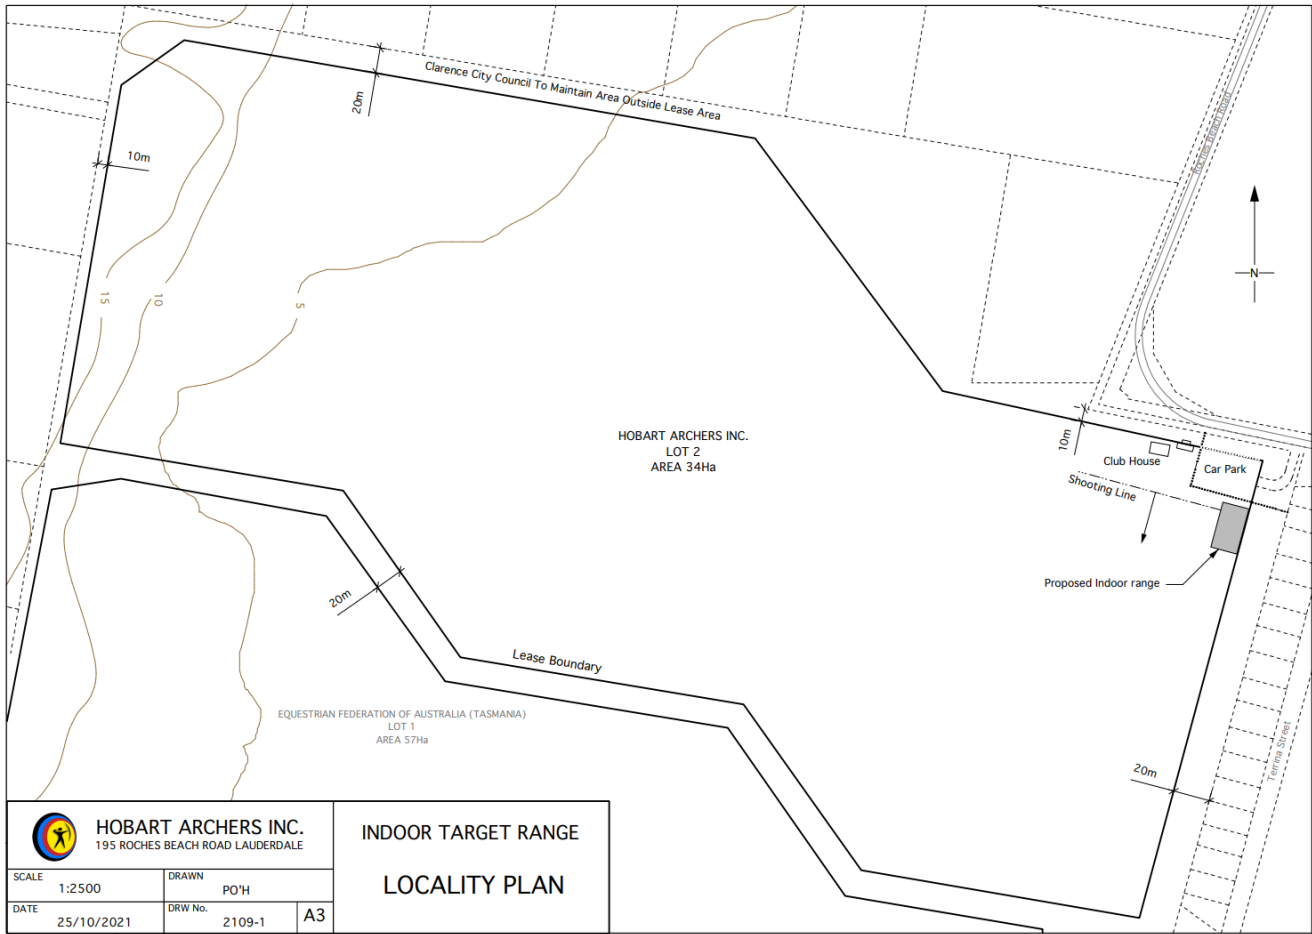 Clarence City Council To Maintain Area Outside Lease Area
20m
10m
Roches Beach Road
N
15
10
5
HOBART ARCHERS INC.
LOT 2
AREA 34Ha
10m
Club House
Car Park
Shooting Line
Proposed Indoor range
20m
Lease Boundary
EQUESTRIAN FEDERATION OF AUSTRALIA (TASMANIA)
LOT 1
AREA 57Ha
Terrina Street
20m
HOBART ARCHERS INC.
195 ROCHES BEACH ROAD LAUDERDALE
INDOOR TARGET RANGE
LOCALITY PLAN
SCALE
1:2500
DRAWN
PO'H
DATE
25/10/2021
DRW No.
2109-1
A3